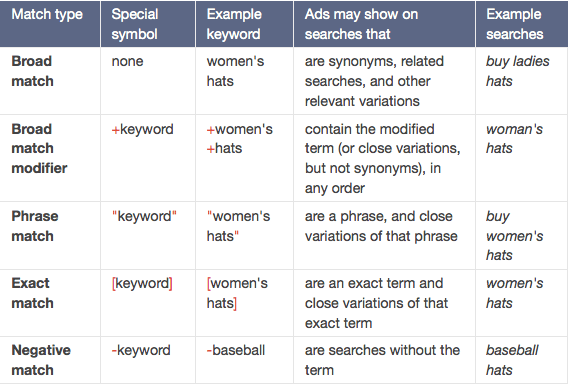 Match type
Special symbol
Example keyword
Ads may show on searches that
Example searches
Broad match
none
women's hats
are synonyms, related searches, and other relevant variations
buy ladies hats
Broad match modifier
+keyword
+women's +hats
contain the modified term (or close variations, but not synonyms), in any order
woman's hats
Phrase match
"keyword"
"women's hats"
are a phrase, and close variations of that phrase
buy women's hats
Exact match
[keyword]
[women's hats]
are an exact term and close variations of that exact term
women's hats
Negative match
-keyword
-baseball
are searches without the term
baseball hats